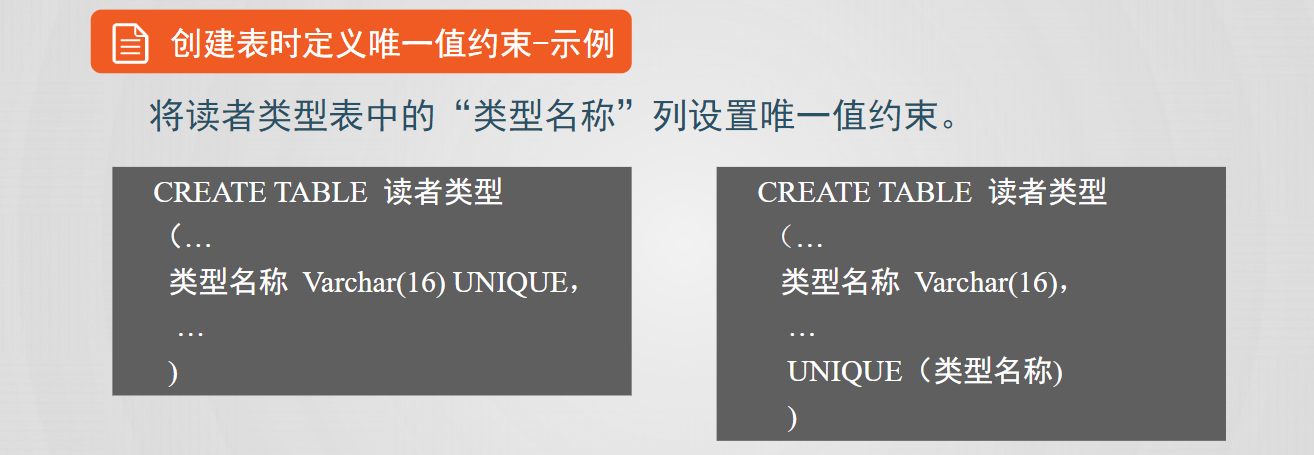 创建表时定义唯一值约束-示例
将读者类型表中的“类型名称”列设置唯一值约束。
CREATE TABLE 读者类型
（…
类型名称 Varchar(16) UNIQUE，
…
)
CREATE TABLE 读者类型
（…
类型名称 Varchar(16)，
…
UNIQUE（类型名称)
)